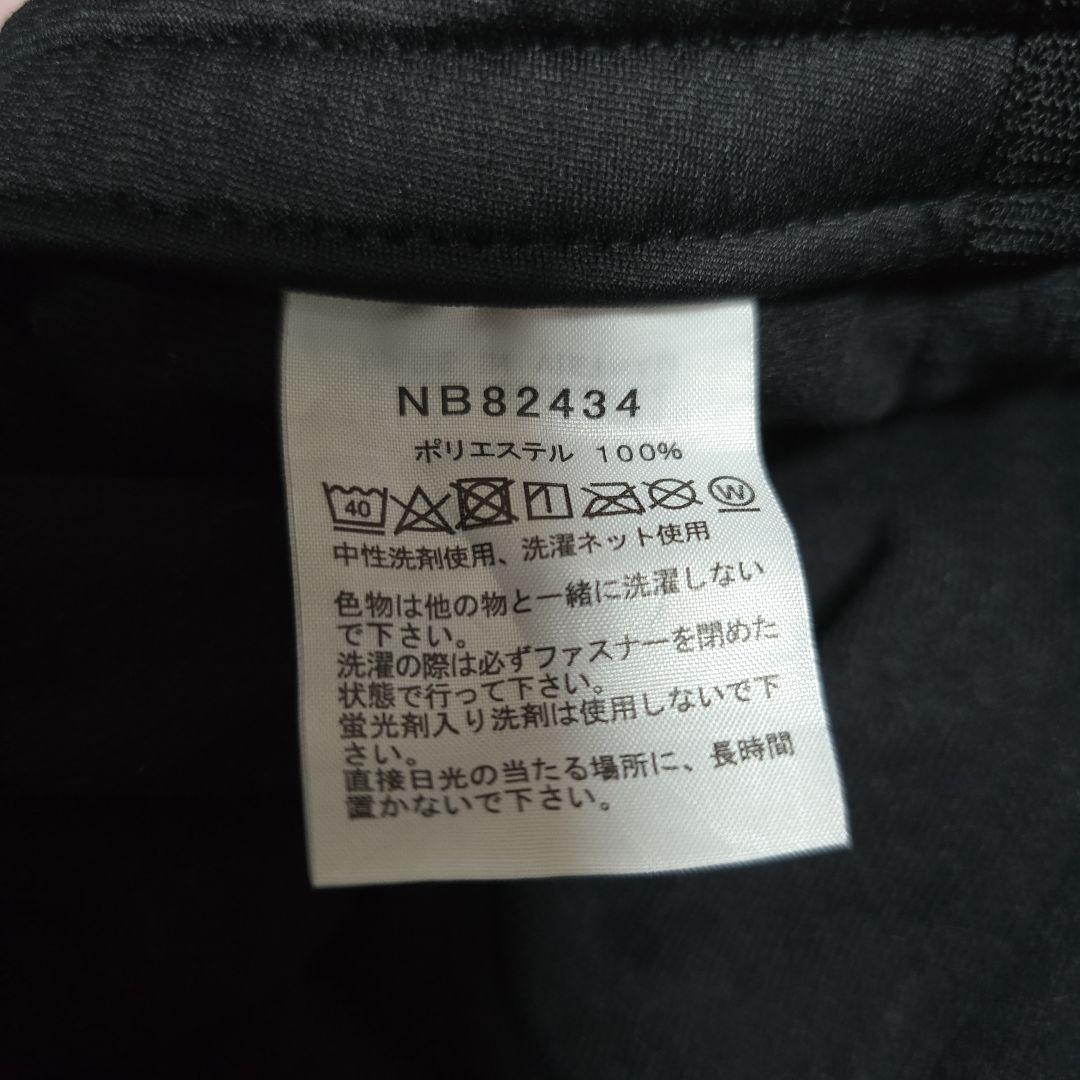 NB82434
ポリエステル 100%
40 W
中性洗剤使用、洗濯ネット使用
色物は他の物と一緒に洗濯しない
で下さい。
洗濯の際は必ずファスナーを閉めた
状態で行って下さい。
蛍光剤入り洗剤は使用しないで下
さい。
直接日光の当たる場所に、長時間
置かないで下さい。